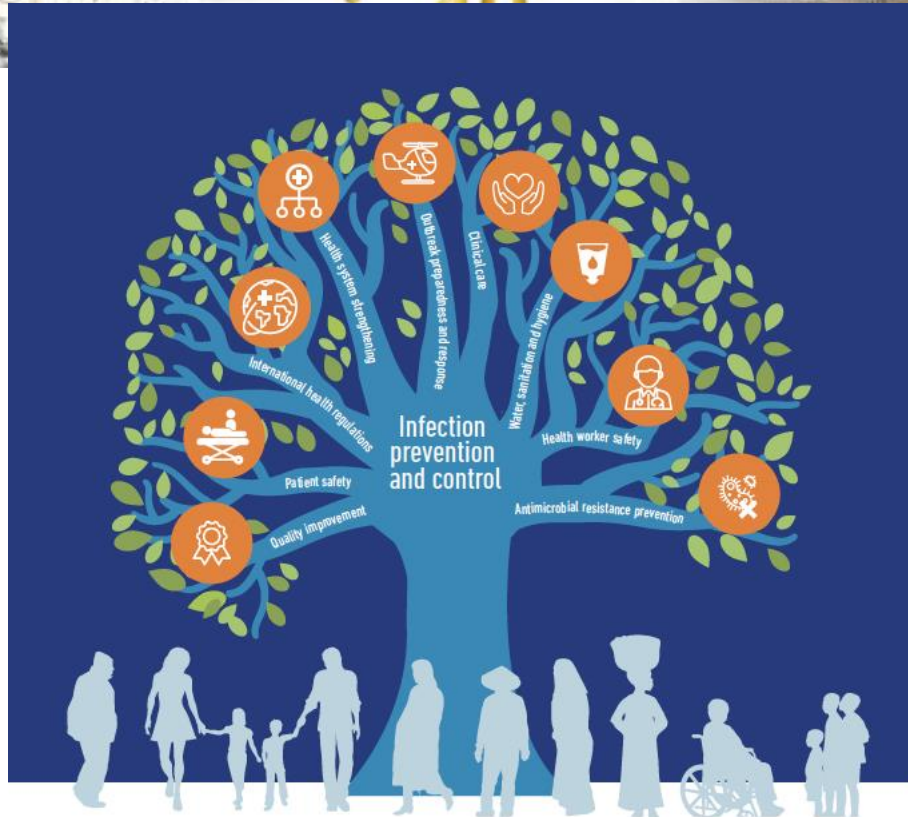 Health system strengthening
Outbreak preparedness and response
Clinical care
Water, sanitation and hygiene
International health regulations
Infection
prevention
and control
Health worker safety
Patient safety
Antimicrobial resistance prevention
Quality improvement